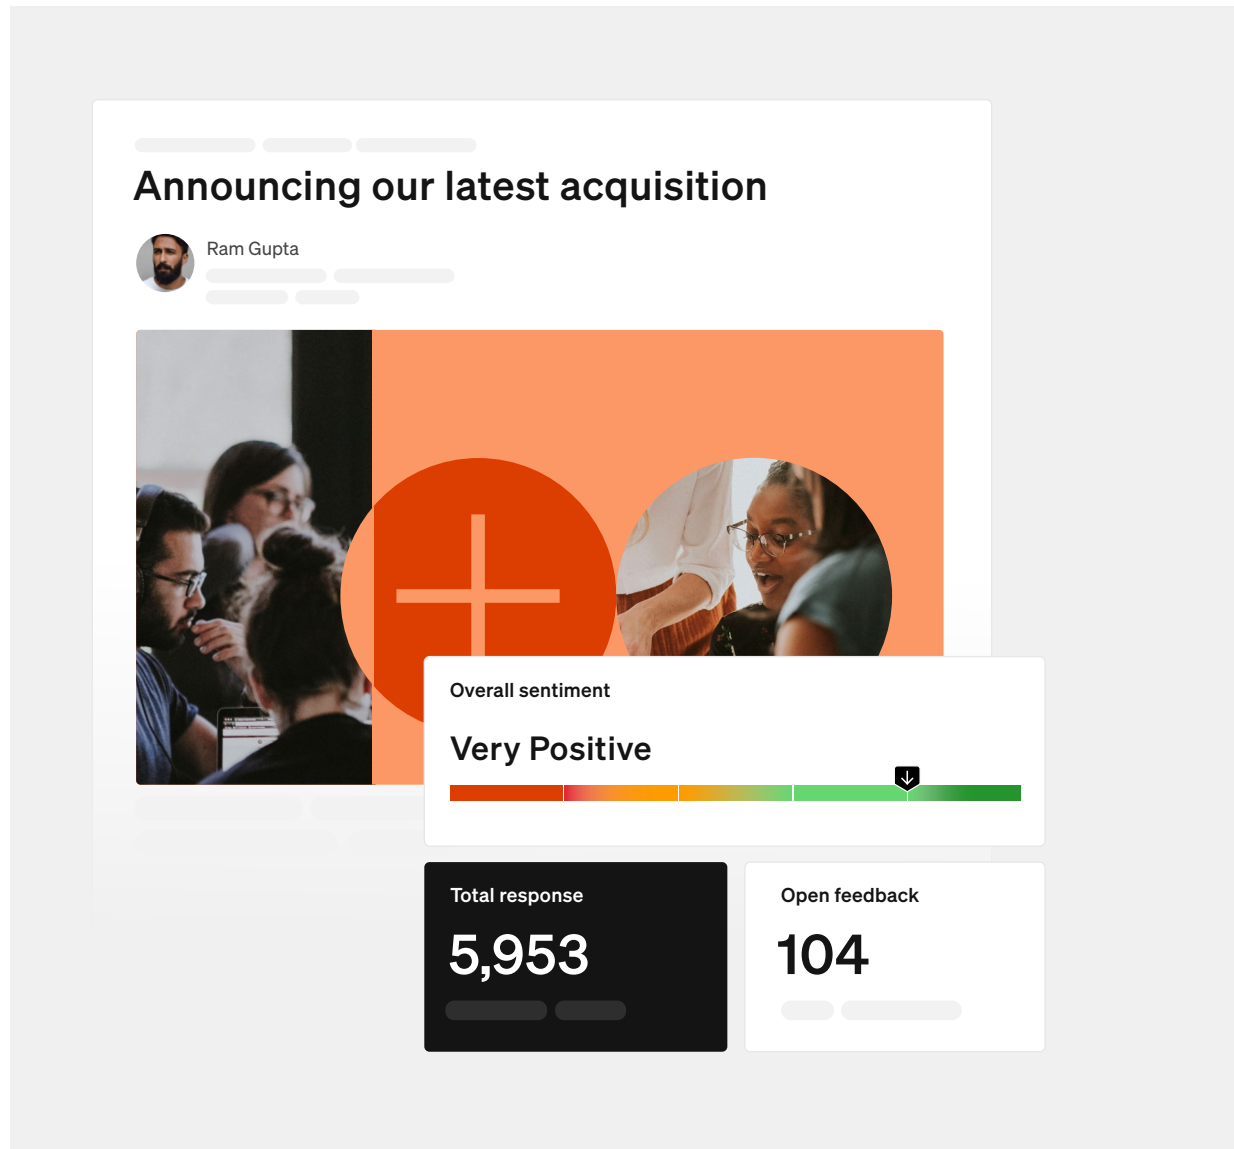 Announcing our latest acquisition
Ram Gupta
Overall sentiment
Very Positive
Total response
5,953
Open feedback
104